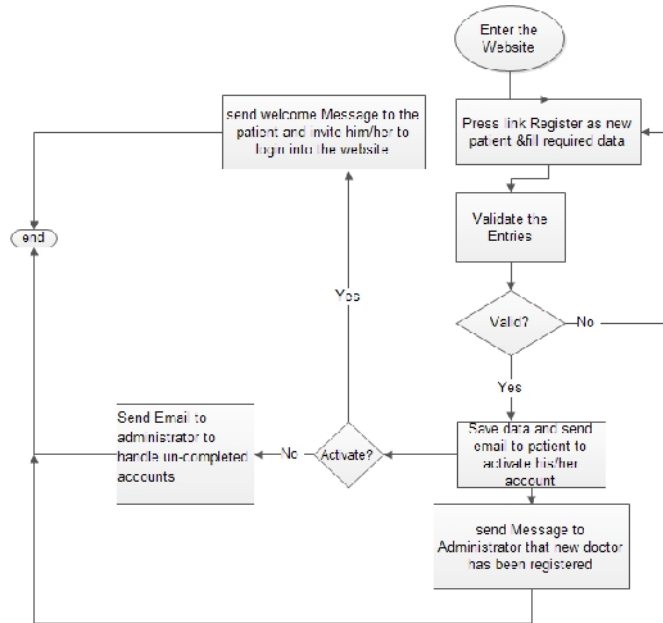 Enter the
Website
Press link Register as new
patient &fill required data
Validate the
Entries
Valid?
No
Yes
Save data and send
email to patient to
activate his/her
account
send Message to
Administrator that new doctor
has been registered
Activate?
Yes
send welcome Message to the
patient and invite him/her to
login into the website
No
Send Email to
administrator to
handle un-completed
accounts
end